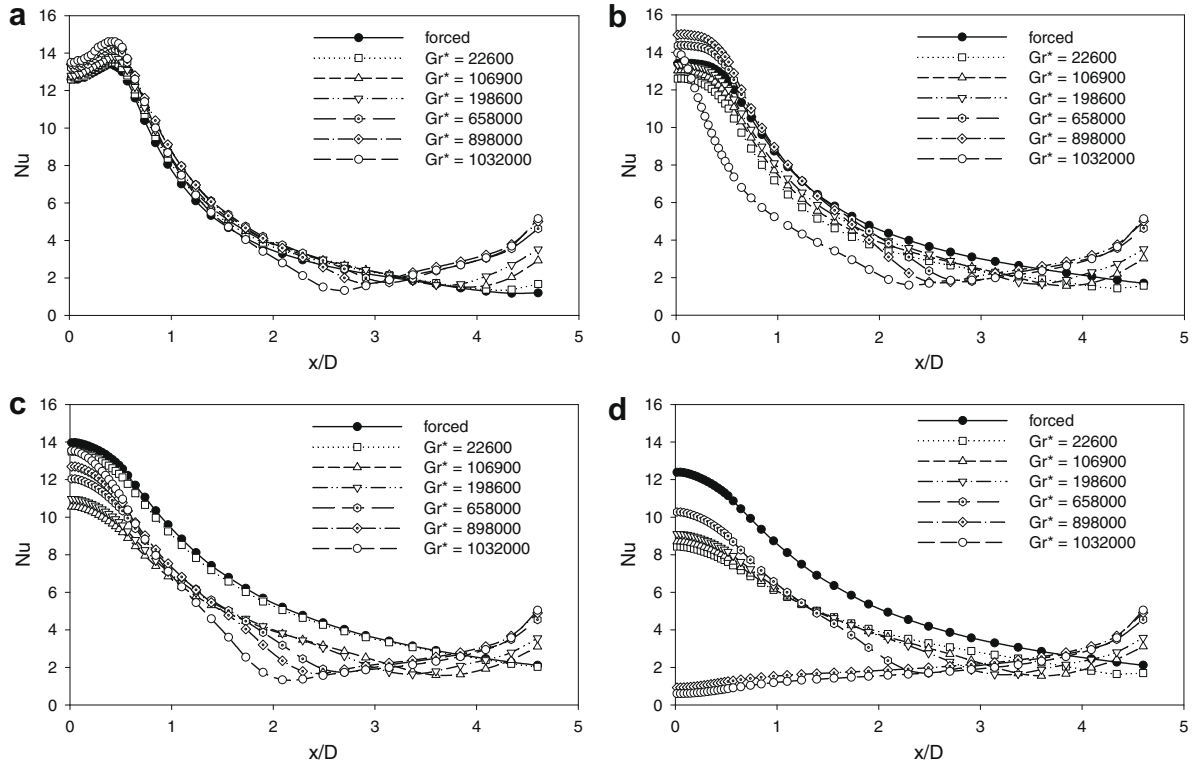 a
16
14
12
10
8
6
4
2
0
Nu
0 1 2 3 4 5
x/D
forced
Gr* = 22600
Gr* = 106900
Gr* = 198600
Gr* = 658000
Gr* = 898000
Gr* = 1032000
b
16
14
12
10
8
6
4
2
0
Nu
0 1 2 3 4 5
x/D
forced
Gr* = 22600
Gr* = 106900
Gr* = 198600
Gr* = 658000
Gr* = 898000
Gr* = 1032000
c
16
14
12
10
8
6
4
2
0
Nu
0 1 2 3 4 5
x/D
forced
Gr* = 22600
Gr* = 106900
Gr* = 198600
Gr* = 658000
Gr* = 898000
Gr* = 1032000
d
16
14
12
10
8
6
4
2
0
Nu
0 1 2 3 4 5
x/D
forced
Gr* = 22600
Gr* = 106900
Gr* = 198600
Gr* = 658000
Gr* = 898000
Gr* = 1032000